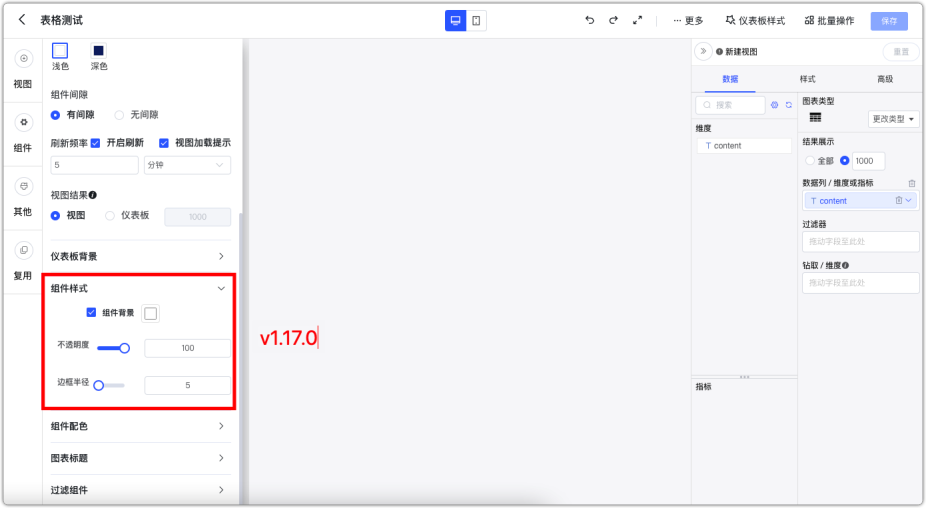 表格测试
更多
仪表板样式
批量操作
保存
视图
组件
其他
复用
浅色
深色
组件间隙
有间隙
无间隙
刷新频率
开启刷新
视图加载提示
5
分钟
视图结果
视图
仪表板
1000
仪表板背景
组件样式
组件背景
不透明度
100
边框半径
5
组件配色
图表标题
过滤组件
v1.17.0
新建视图
重置
数据
样式
高级
搜索
维度
T content
指标
图表类型
更改类型
结果展示
全部
1000
数据列 / 维度或指标
T content
过滤器
拖动字段至此处
钻取 / 维度
拖动字段至此处